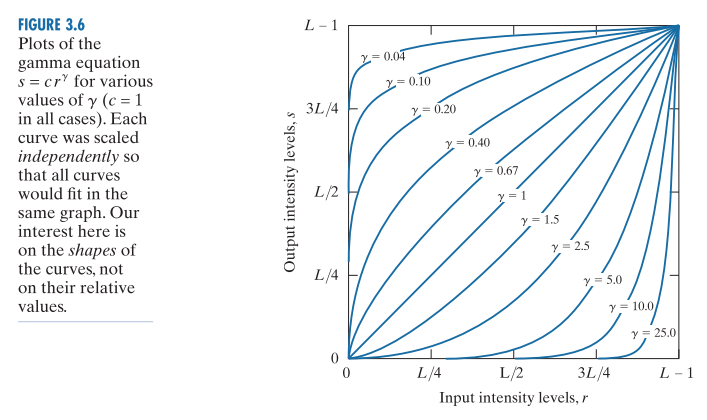 FIGURE 3.6
Plots of the
gamma equation
s = c r^γ for various
values of γ (c = 1
in all cases). Each
curve was scaled
independently so
that all curves
would fit in the
same graph. Our
interest here is
on the shapes of
the curves, not
on their relative
values.
L − 1
γ = 0.04
γ = 0.10
3L/4
γ = 0.20
γ = 0.40
γ = 0.67
L/2
γ = 1
γ = 1.5
γ = 2.5
L/4
γ = 5.0
γ = 10.0
γ = 25.0
0
Output intensity levels, s
0
L/4
L/2
3L/4
L − 1
Input intensity levels, r